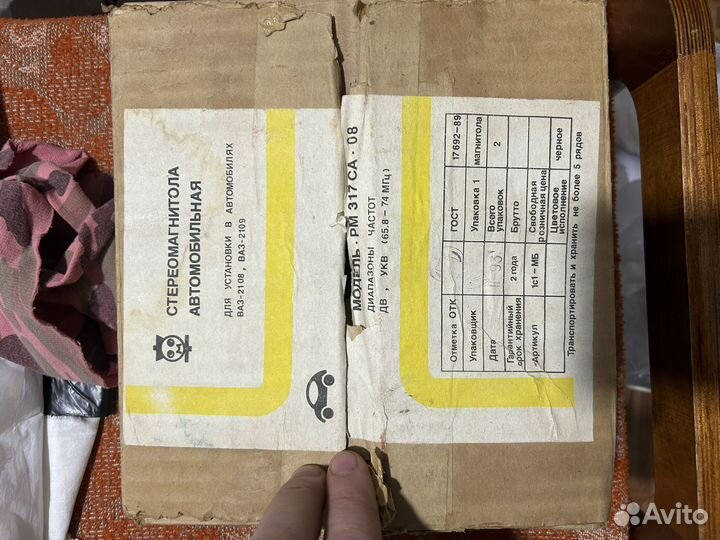 СТЕРЕОМАГНИТОЛА
АВТОМОБИЛЬНАЯ
ДЛЯ УСТАНОВКИ В АВТОМОБИЛЯХ
ВАЗ-2108, ВАЗ-2109
МОДЕЛЬ · РМ 317 СА · 08
ДИАПАЗОНЫ ЧАСТОТ
ДВ, УКВ (65,8 – 74 МГц)
Отметка ОТК ГОСТ 17692-89
Упаковщик Упаковка 1 магнитола
Дата 93 Всего упаковок 2
Гарантийный срок хранения 2 года Брутто
Артикул 1с1-МБ Свободная розничная цена
Цветовое исполнение черное
Транспортировать и хранить не более 5 рядов
Avito